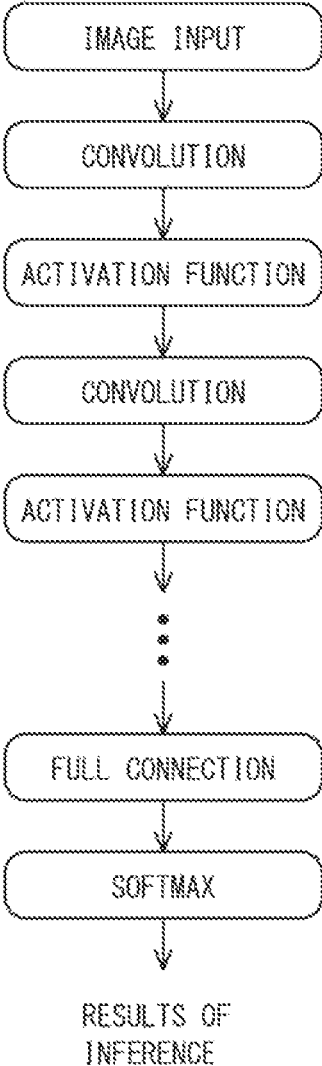 IMAGE INPUT
CONVOLUTION
ACTIVATION FUNCTION
CONVOLUTION
ACTIVATION FUNCTION
FULL CONNECTION
SOFTMAX
RESULTS OF
INFERENCE